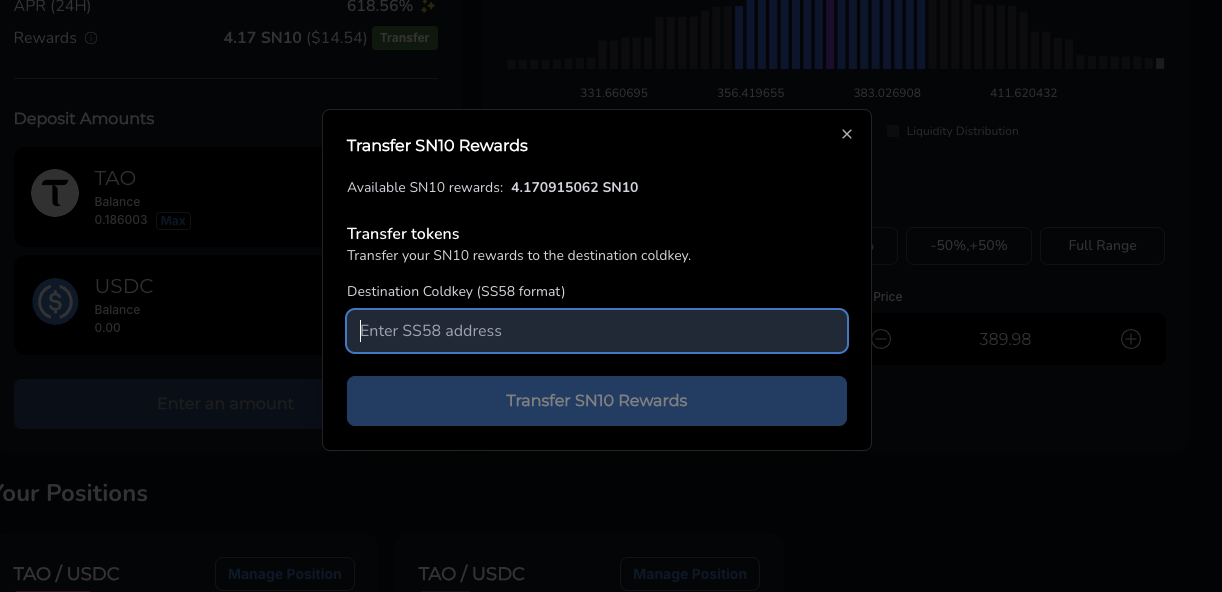 APR (24H) 618.56%
Rewards 4.17 SN10 ($14.54) Transfer
331.660695 356.419655 383.026908 411.620432
Liquidity Distribution
Deposit Amounts
TAO
Balance
0.186003 Max
USDC
Balance
0.00
Enter an amount
Transfer SN10 Rewards
Available SN10 rewards: 4.170915062 SN10
Transfer tokens
Transfer your SN10 rewards to the destination coldkey.
Destination Coldkey (SS58 format)
Enter SS58 address
Transfer SN10 Rewards
-50%,+50% Full Range
Price
389.98
Your Positions
TAO / USDC Manage Position
TAO / USDC Manage Position